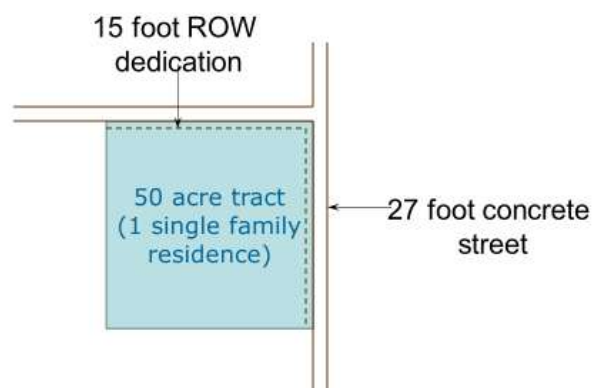 15 foot ROW
dedication
50 acre tract
(1 single family
residence)
27 foot concrete
street